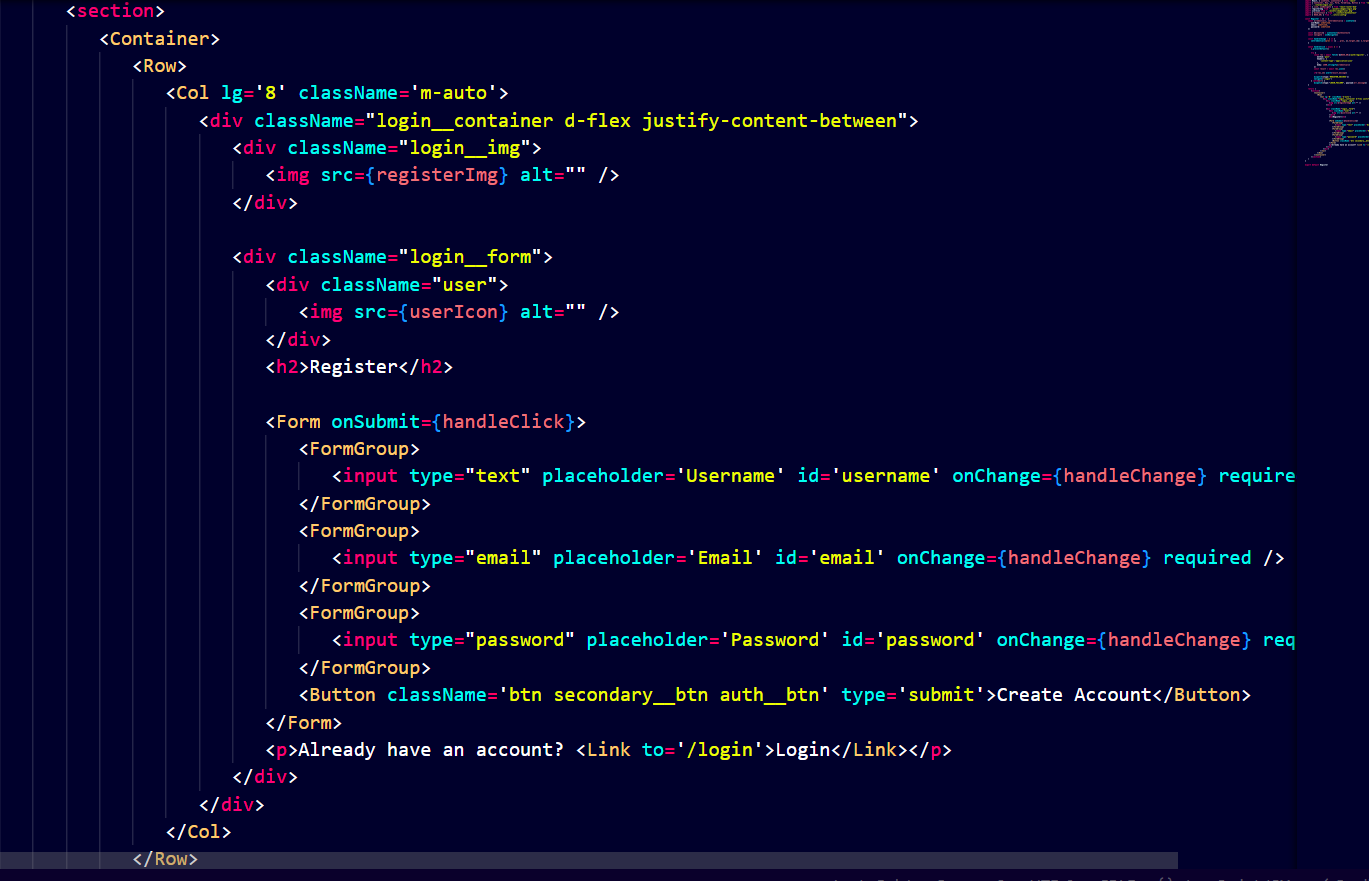 <section>
<Container>
<Row>
<Col lg='8' className='m-auto'>
<div className="login__container d-flex justify-content-between">
<div className="login__img">
<img src={registerImg} alt="" />
</div>
<div className="login__form">
<div className="user">
<img src={userIcon} alt="" />
</div>
<h2>Register</h2>
<Form onSubmit={handleClick}>
<FormGroup>
<input type="text" placeholder='Username' id='username' onChange={handleChange} require
</FormGroup>
<FormGroup>
<input type="email" placeholder='Email' id='email' onChange={handleChange} required />
</FormGroup>
<FormGroup>
<input type="password" placeholder='Password' id='password' onChange={handleChange} req
</FormGroup>
<Button className='btn secondary__btn auth__btn' type='submit'>Create Account</Button>
</Form>
<p>Already have an account? <Link to='/login'>Login</Link></p>
</div>
</div>
</Col>
</Row>